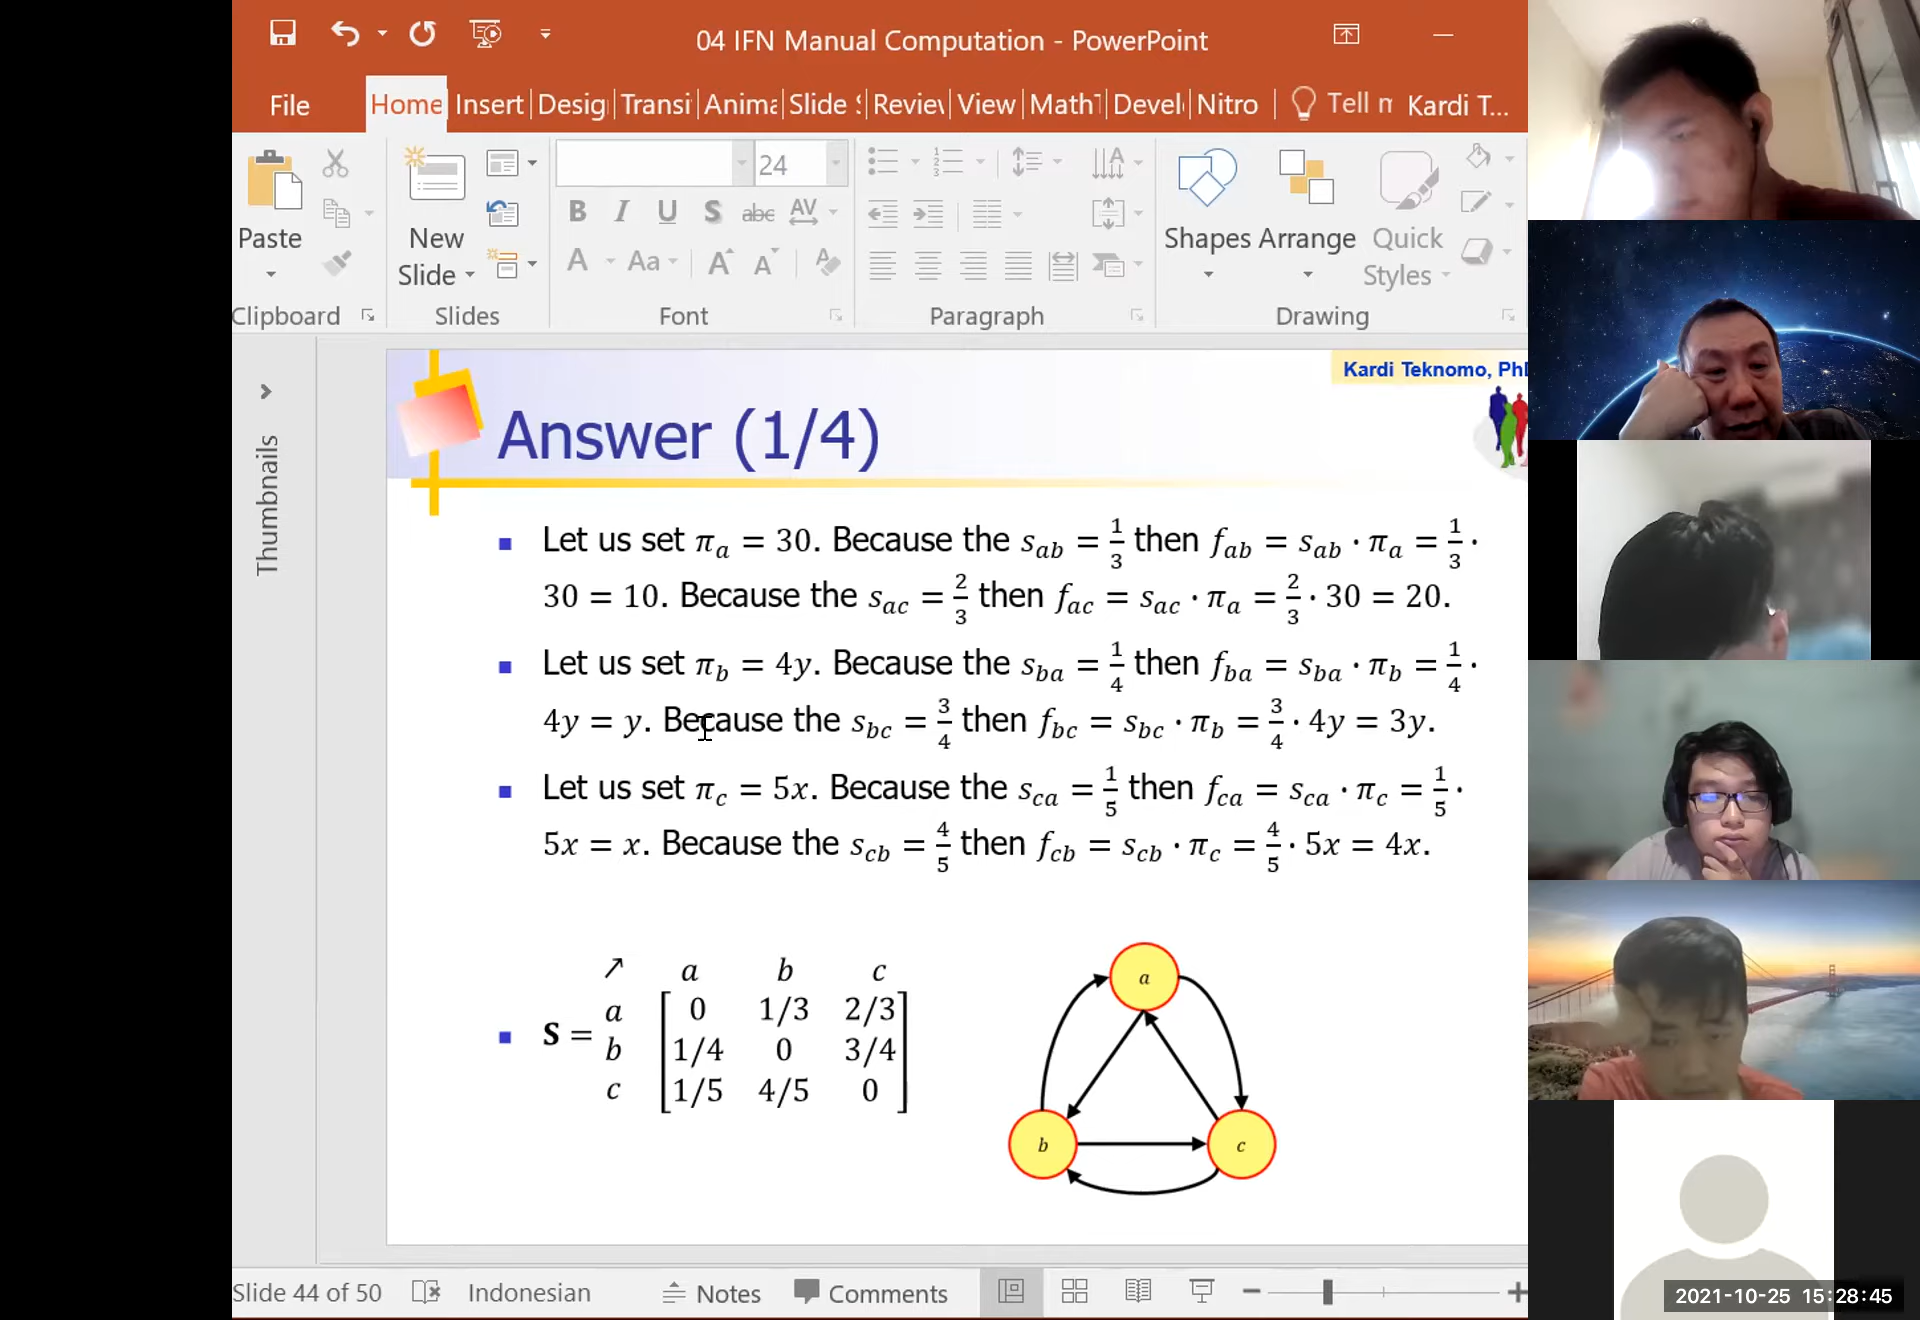 04 IFN Manual Computation - PowerPoint
File Home Insert Desig Transi Anima Slide Review View Math Devel Nitro Tell m Kardi T...
24
B I U S abc AV
A Aa A A A
Paste New Slide Shapes Arrange Quick Styles
Clipboard Slides Font Paragraph Drawing
Thumbnails
Kardi Teknomo, Ph
Answer (1/4)
Let us set π_a = 30. Because the s_ab = 1/3 then f_ab = s_ab · π_a = 1/3 ·
30 = 10. Because the s_ac = 2/3 then f_ac = s_ac · π_a = 2/3 · 30 = 20.
Let us set π_b = 4y. Because the s_ba = 1/4 then f_ba = s_ba · π_b = 1/4 ·
4y = y. Because the s_bc = 3/4 then f_bc = s_bc · π_b = 3/4 · 4y = 3y.
Let us set π_c = 5x. Because the s_ca = 1/5 then f_ca = s_ca · π_c = 1/5 ·
5x = x. Because the s_cb = 4/5 then f_cb = s_cb · π_c = 4/5 · 5x = 4x.
↗ a b c
S =
a 0 1/3 2/3
b 1/4 0 3/4
c 1/5 4/5 0
a
b c
Slide 44 of 50 Indonesian Notes Comments
2021-10-25 15:28:45